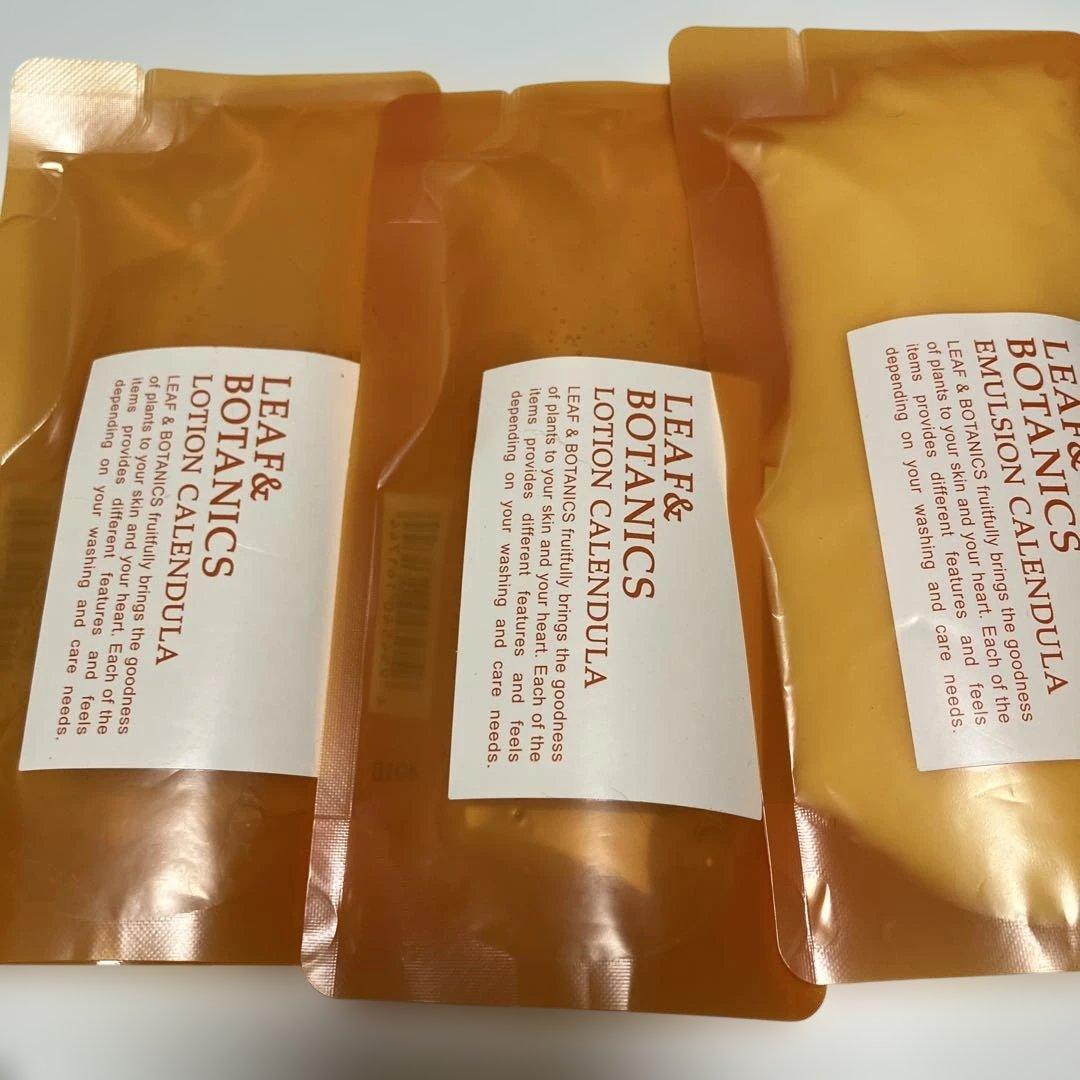 LEAF&
BOTANICS
LOTION CALENDULA
LEAF & BOTANICS fruitfully brings the goodness
of plants to your skin and your heart. Each of the
items provides different features and feels
depending on your washing and care needs.
LEAF&
BOTANICS
LOTION CALENDULA
LEAF & BOTANICS fruitfully brings the goodness
of plants to your skin and your heart. Each of the
items provides different features and feels
depending on your washing and care needs.
LEAF&
BOTANICS
EMULSION CALENDULA
LEAF & BOTANICS fruitfully brings the goodness
of plants to your skin and your heart. Each of the
items provides different features and feels
depending on your washing and care needs.